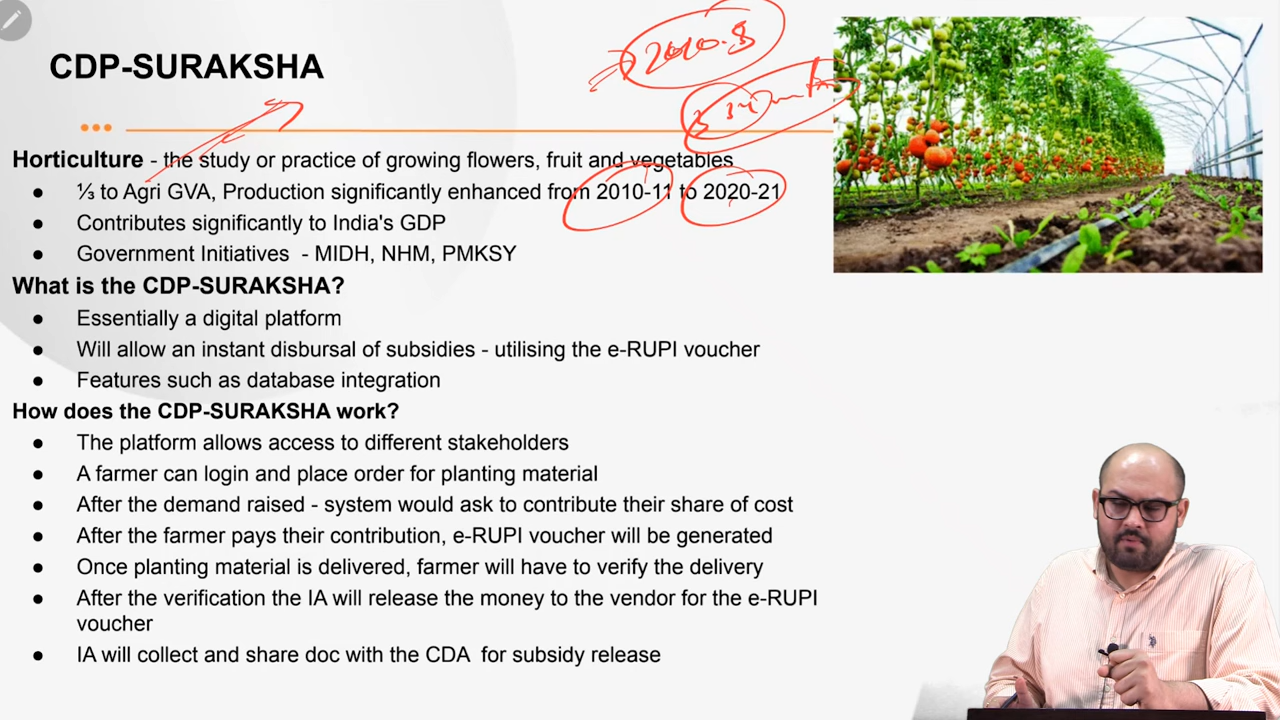 CDP-SURAKSHA
Horticulture - the study or practice of growing flowers, fruit and vegetables
● ⅓ to Agri GVA, Production significantly enhanced from 2010-11 to 2020-21
● Contributes significantly to India's GDP
● Government Initiatives - MIDH, NHM, PMKSY
What is the CDP-SURAKSHA?
● Essentially a digital platform
● Will allow an instant disbursal of subsidies - utilising the e-RUPI voucher
● Features such as database integration
How does the CDP-SURAKSHA work?
● The platform allows access to different stakeholders
● A farmer can login and place order for planting material
● After the demand raised - system would ask to contribute their share of cost
● After the farmer pays their contribution, e-RUPI voucher will be generated
● Once planting material is delivered, farmer will have to verify the delivery
● After the verification the IA will release the money to the vendor for the e-RUPI
voucher
● IA will collect and share doc with the CDA for subsidy release